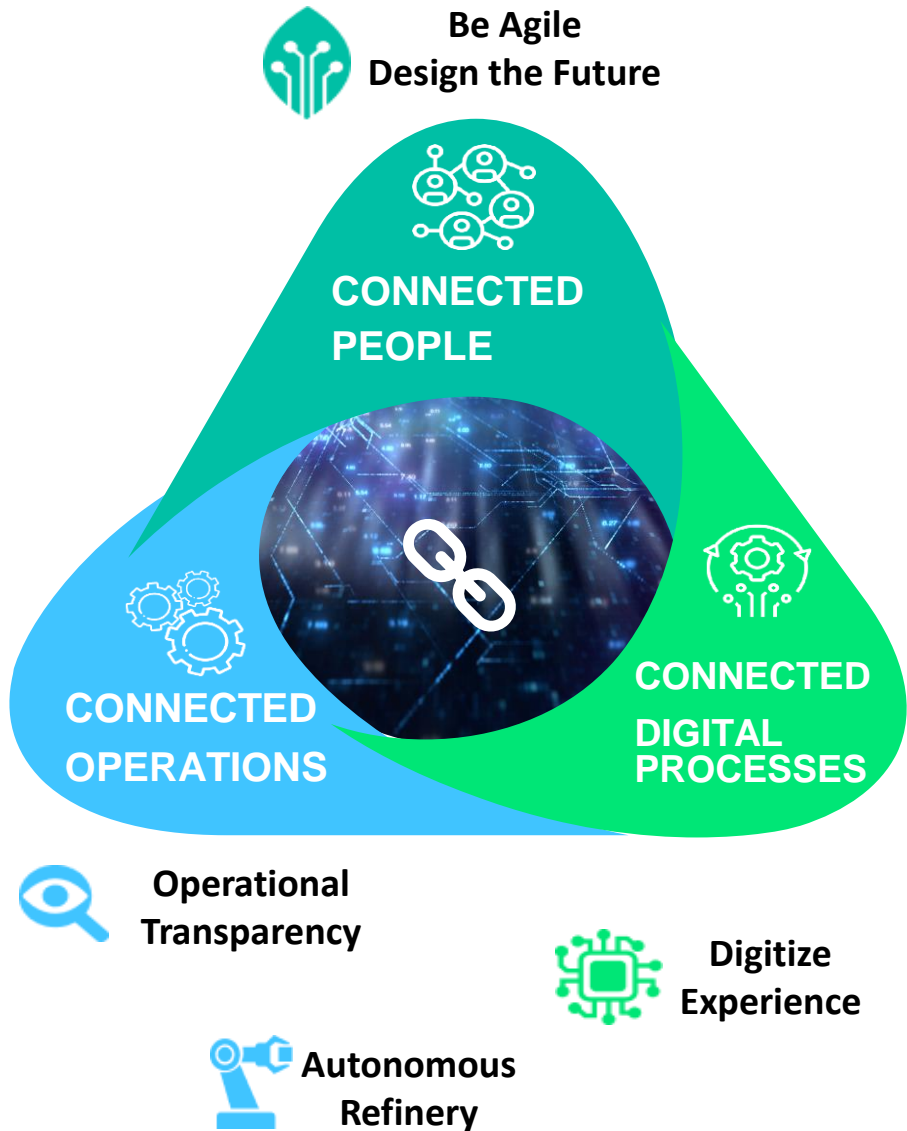 Be Agile
Design the Future
CONNECTED
PEOPLE
CONNECTED
OPERATIONS
CONNECTED
DIGITAL
PROCESSES
Operational
Transparency
Digitize
Experience
Autonomous
Refinery